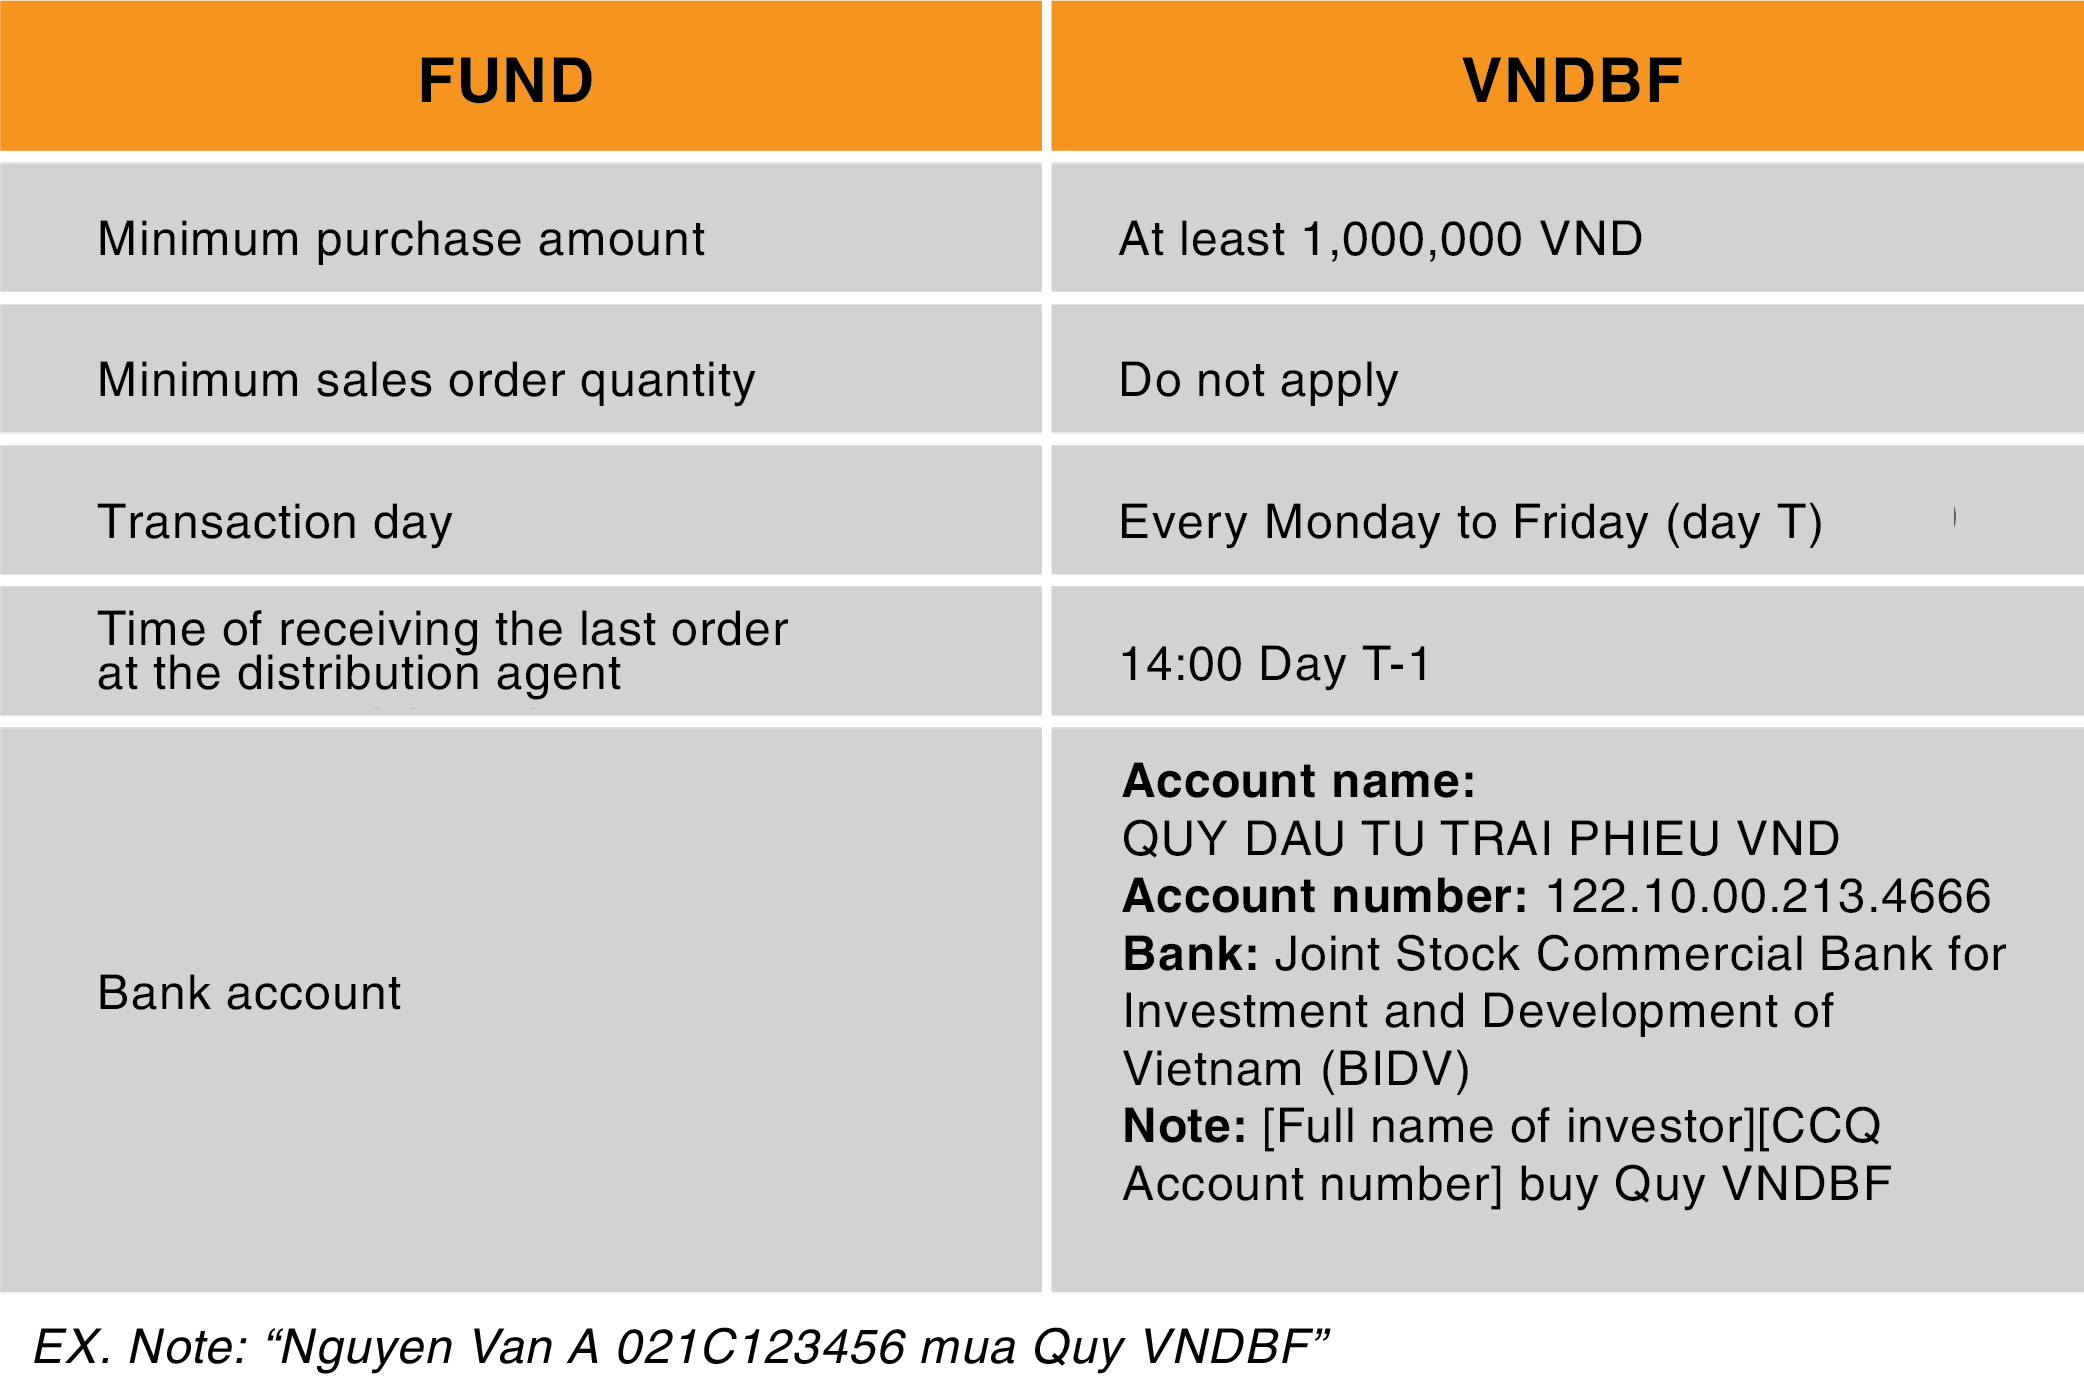 FUND
VNDBF
Minimum purchase amount
At least 1,000,000 VND
Minimum sales order quantity
Do not apply
Transaction day
Every Monday to Friday (day T)
Time of receiving the last order
at the distribution agent
14:00 Day T-1
Bank account
Account name:
QUY DAU TU TRAI PHIEU VND
Account number: 122.10.00.213.4666
Bank: Joint Stock Commercial Bank for
Investment and Development of
Vietnam (BIDV)
Note: [Full name of investor][CCQ
Account number] buy Quy VNDBF
EX. Note: “Nguyen Van A 021C123456 mua Quy VNDBF”